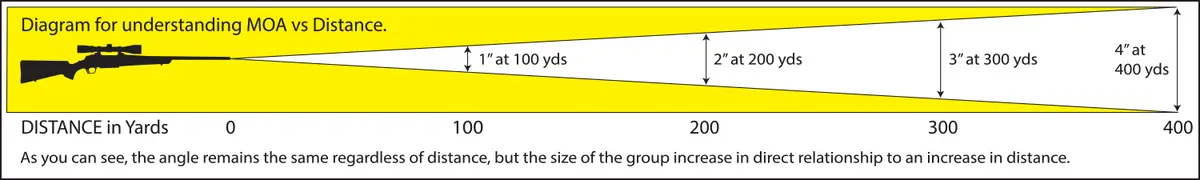 Diagram for understanding MOA vs Distance.
1” at 100 yds
2” at 200 yds
3” at 300 yds
4” at
400 yds
DISTANCE in Yards 0 100 200 300 400
As you can see, the angle remains the same regardless of distance, but the size of the group increase in direct relationship to an increase in distance.